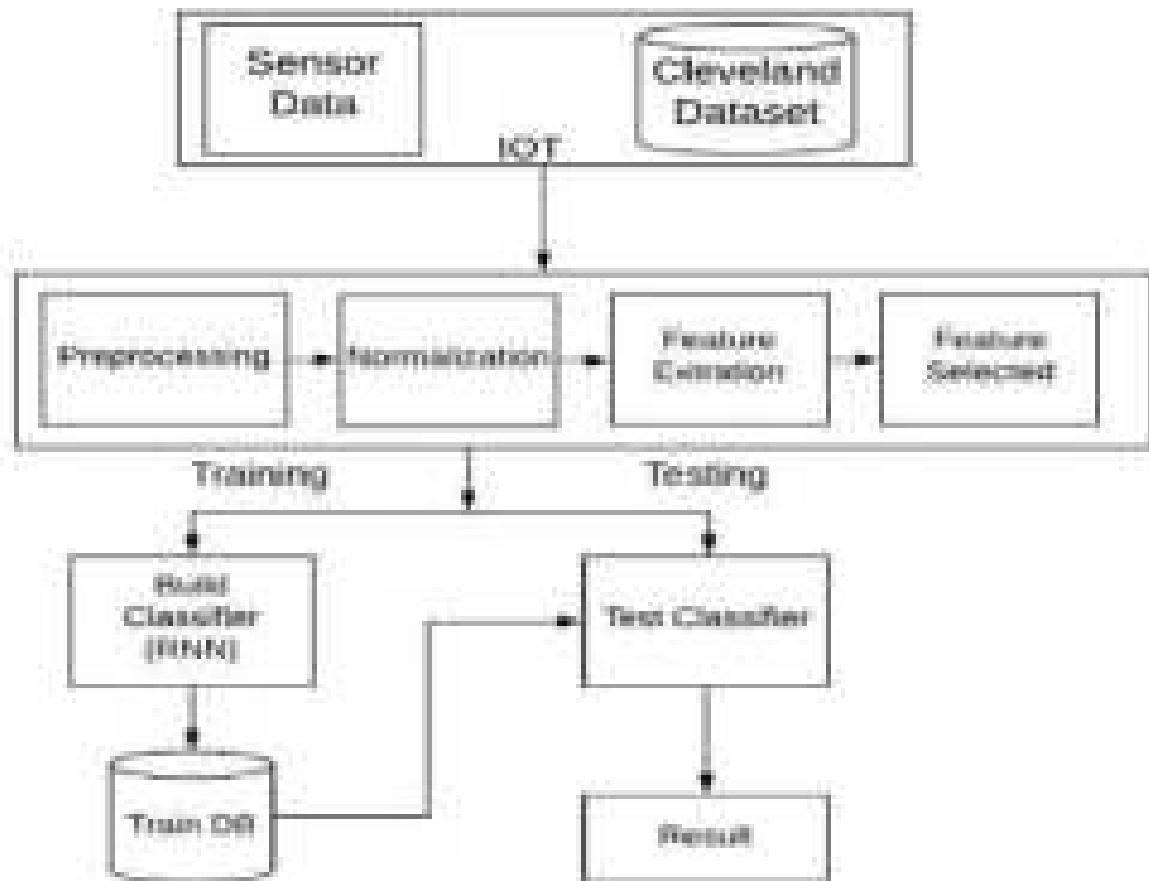 Sensor
Data
Cleveland
Dataset
IOT
Preprocessing
Normalization
Feature
Extration
Feature
Selected
Training
Testing
Build
Classifier
(RNN)
Test Classifier
Train DB
Result